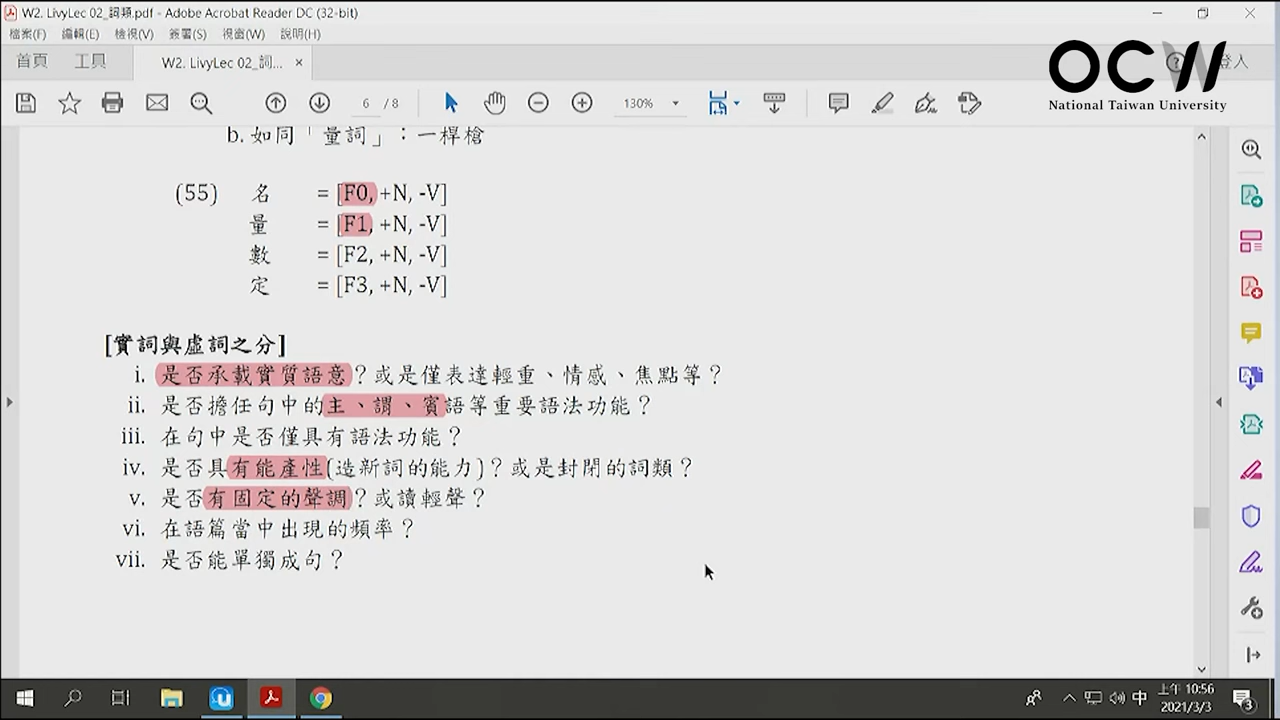 W2. LivyLec 02_詞類.pdf - Adobe Acrobat Reader DC (32-bit)
檔案(F) 編輯(E) 檢視(V) 簽署(S) 視窗(W) 說明(H)
首頁 工具 W2. LivyLec 02_詞... × 登入
OCW
National Taiwan University
6 / 8 130%
b. 如同「量詞」：一桿槍
(55) 名 = [F0, +N, -V]
量 = [F1, +N, -V]
數 = [F2, +N, -V]
定 = [F3, +N, -V]
[實詞與虛詞之分]
i. 是否承載實質語意？或是僅表達輕重、情感、焦點等？
ii. 是否擔任句中的主、謂、賓語等重要語法功能？
iii. 在句中是否僅具有語法功能？
iv. 是否具有能產性(造新詞的能力)？或是封閉的詞類？
v. 是否有固定的聲調？或讀輕聲？
vi. 在語篇當中出現的頻率？
vii. 是否能單獨成句？
中 上午 10:56
2021/3/3
3